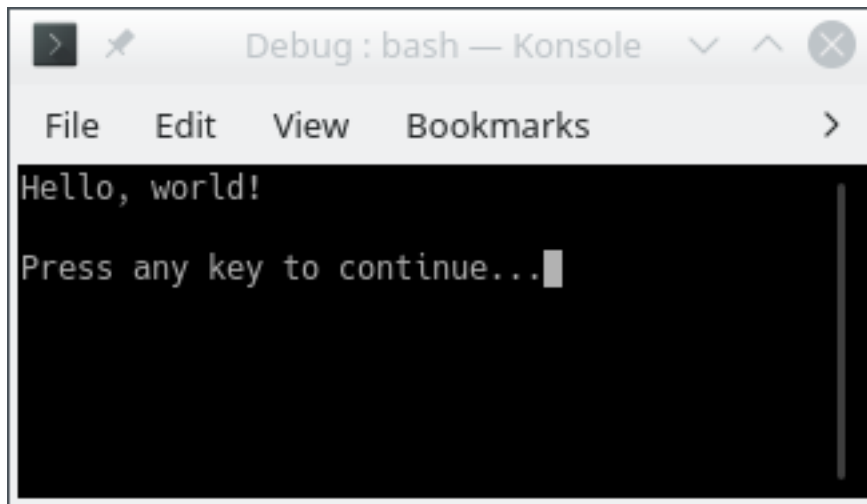 Debug : bash — Konsole
File Edit View Bookmarks
Hello, world!
Press any key to continue...